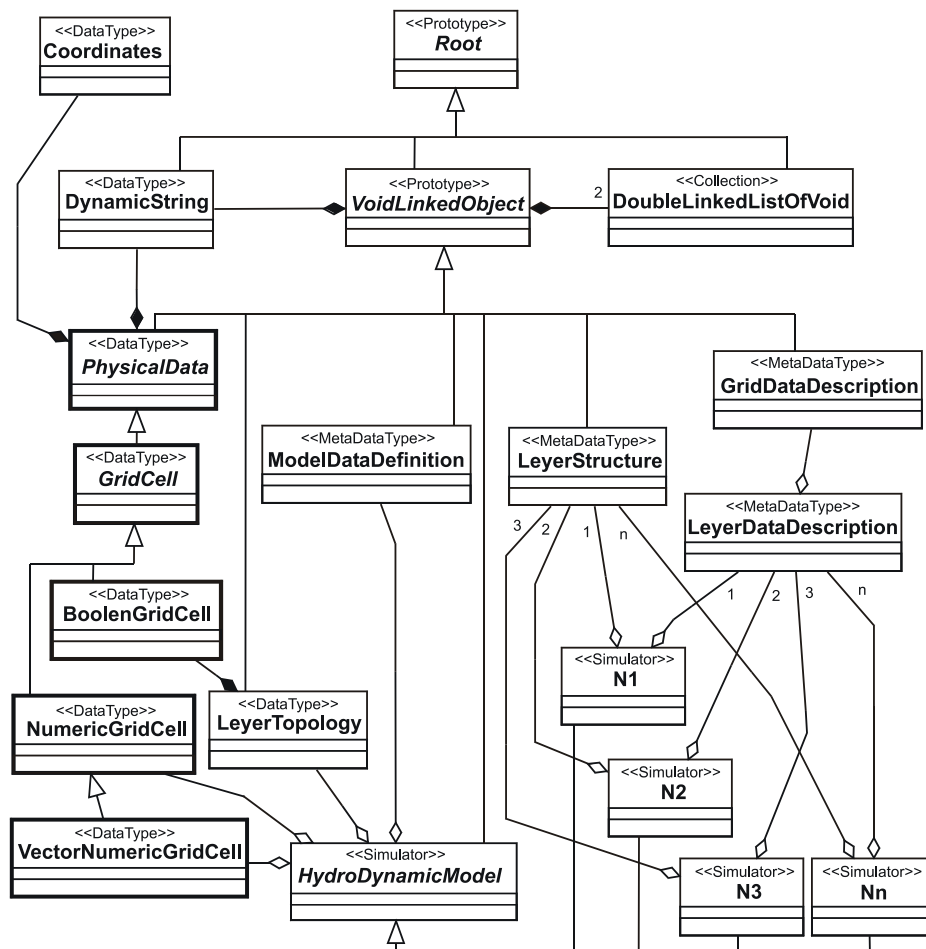 <<DataType>>
Coordinates
<<Prototype>>
Root
<<DataType>>
DynamicString
<<Prototype>>
VoidLinkedObject
2
<<Collection>>
DoubleLinkedListOfVoid
<<DataType>>
PhysicalData
<<MetaDataType>>
GridDataDescription
<<DataType>>
GridCell
<<MetaDataType>>
ModelDataDefinition
<<MetaDataType>>
LeyerStructure
<<MetaDataType>>
LeyerDataDescription
3
2
1
n
1
2
3
n
<<DataType>>
BoolenGridCell
<<Simulator>>
N1
<<DataType>>
NumericGridCell
<<DataType>>
LeyerTopology
<<Simulator>>
N2
<<DataType>>
VectorNumericGridCell
<<Simulator>>
HydroDynamicModel
<<Simulator>>
N3
<<Simulator>>
Nn